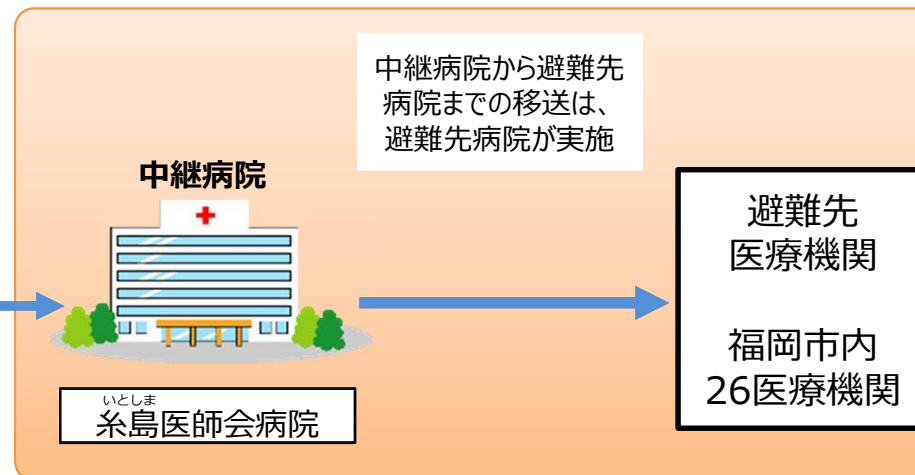 中継病院から避難先
病院までの移送は、
避難先病院が実施
中継病院
いとしま
糸島医師会病院
避難先
医療機関
福岡市内
26医療機関